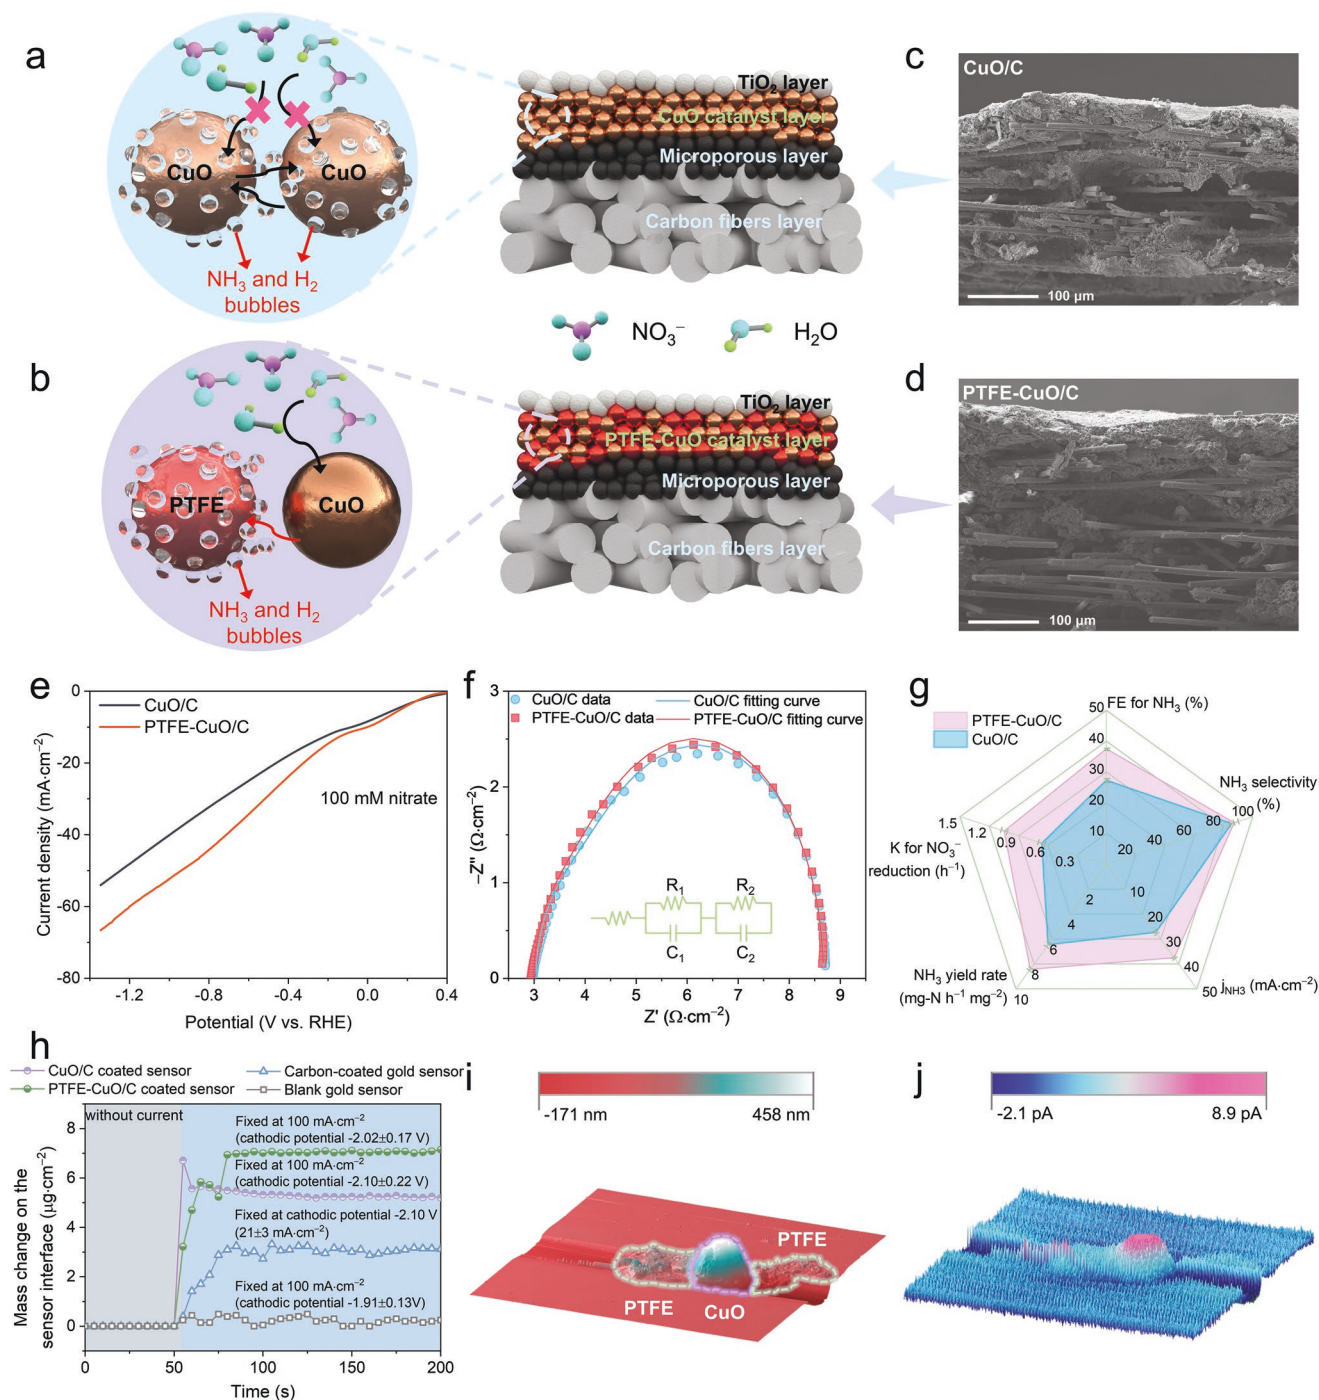 a
CuO
CuO
NH₃ and H₂
bubbles
TiO₂ layer
CuO catalyst layer
Microporous layer
Carbon fibers layer
c
CuO/C
100 µm
NO₃⁻
H₂O
b
PTFE
CuO
NH₃ and H₂
bubbles
TiO₂ layer
PTFE-CuO catalyst layer
Microporous layer
Carbon fibers layer
d
PTFE-CuO/C
100 µm
e
CuO/C
PTFE-CuO/C
100 mM nitrate
0
-20
-40
-60
-80
-1.2
-0.8
-0.4
0.0
0.4
Current density (mA·cm⁻²)
Potential (V vs. RHE)
f
CuO/C data
CuO/C fitting curve
PTFE-CuO/C data
PTFE-CuO/C fitting curve
-3
-2
-1
0
R₁
R₂
C₁
C₂
3
4
5
6
7
8
9
-Z'' (Ω·cm⁻²)
Z' (Ω·cm⁻²)
g
PTFE-CuO/C
CuO/C
FE for NH₃ (%)
50
40
30
20
10
NH₃ selectivity
(%)
100
80
60
40
20
K for NO₃⁻
reduction (h⁻¹)
1.5
1.2
0.9
0.6
0.3
NH₃ yield rate
(mg-N h⁻¹ mg⁻²)
2
4
6
8
10
j_NH3 (mA·cm⁻²)
10
20
30
40
50
h
CuO/C coated sensor
Carbon-coated gold sensor
PTFE-CuO/C coated sensor
Blank gold sensor
without current
Fixed at 100 mA·cm⁻²
(cathodic potential -2.02±0.17 V)
Fixed at 100 mA·cm⁻²
(cathodic potential -2.10±0.22 V)
Fixed at cathodic potential -2.10 V
(21±3 mA·cm⁻²)
Fixed at 100 mA·cm⁻²
(cathodic potential -1.91±0.13V)
8
6
4
2
0
0
50
100
150
200
Mass change on the
sensor interface (µg·cm⁻²)
Time (s)
i
-171 nm
458 nm
PTFE
PTFE
CuO
j
-2.1 pA
8.9 pA